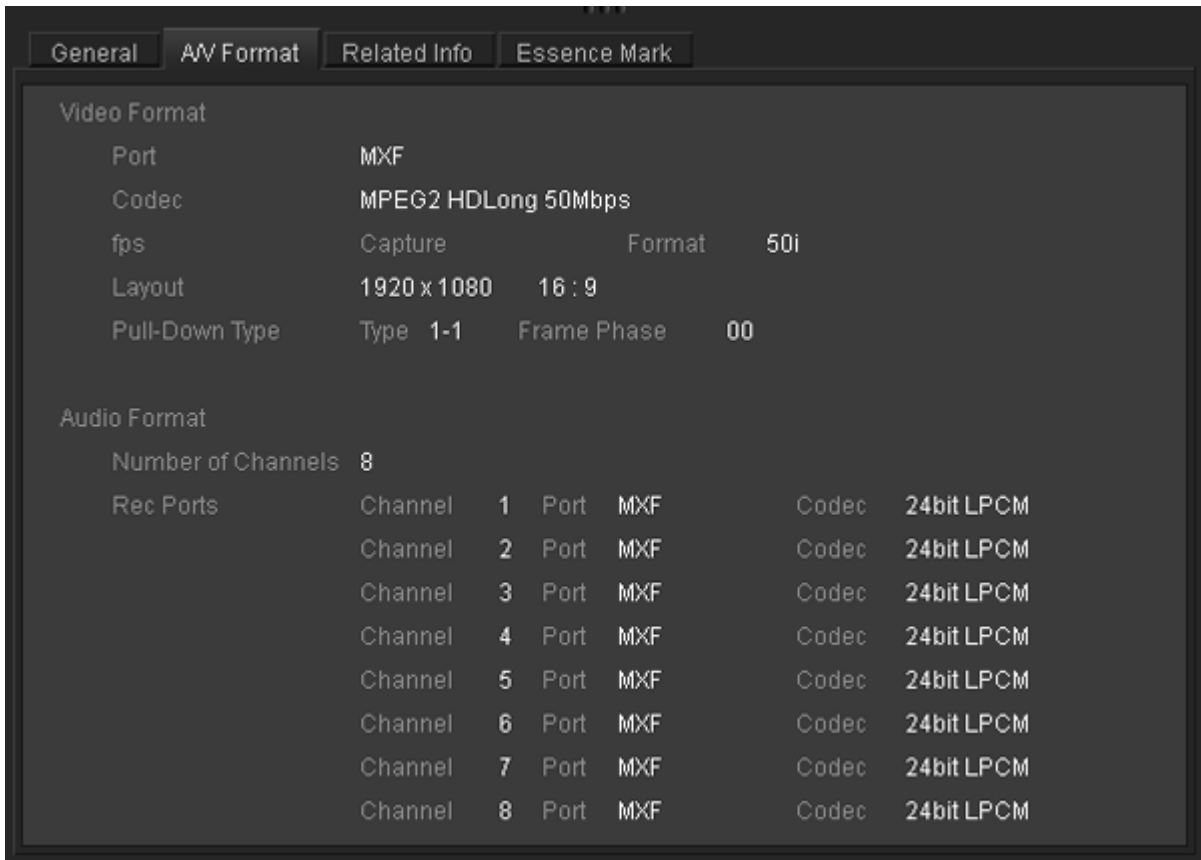 General A/V Format Related Info Essence Mark
Video Format
Port MXF
Codec MPEG2 HDLong 50Mbps
fps Capture Format 50i
Layout 1920 x 1080 16 : 9
Pull-Down Type Type 1-1 Frame Phase 00
Audio Format
Number of Channels 8
Rec Ports Channel 1 Port MXF Codec 24bit LPCM
Channel 2 Port MXF Codec 24bit LPCM
Channel 3 Port MXF Codec 24bit LPCM
Channel 4 Port MXF Codec 24bit LPCM
Channel 5 Port MXF Codec 24bit LPCM
Channel 6 Port MXF Codec 24bit LPCM
Channel 7 Port MXF Codec 24bit LPCM
Channel 8 Port MXF Codec 24bit LPCM